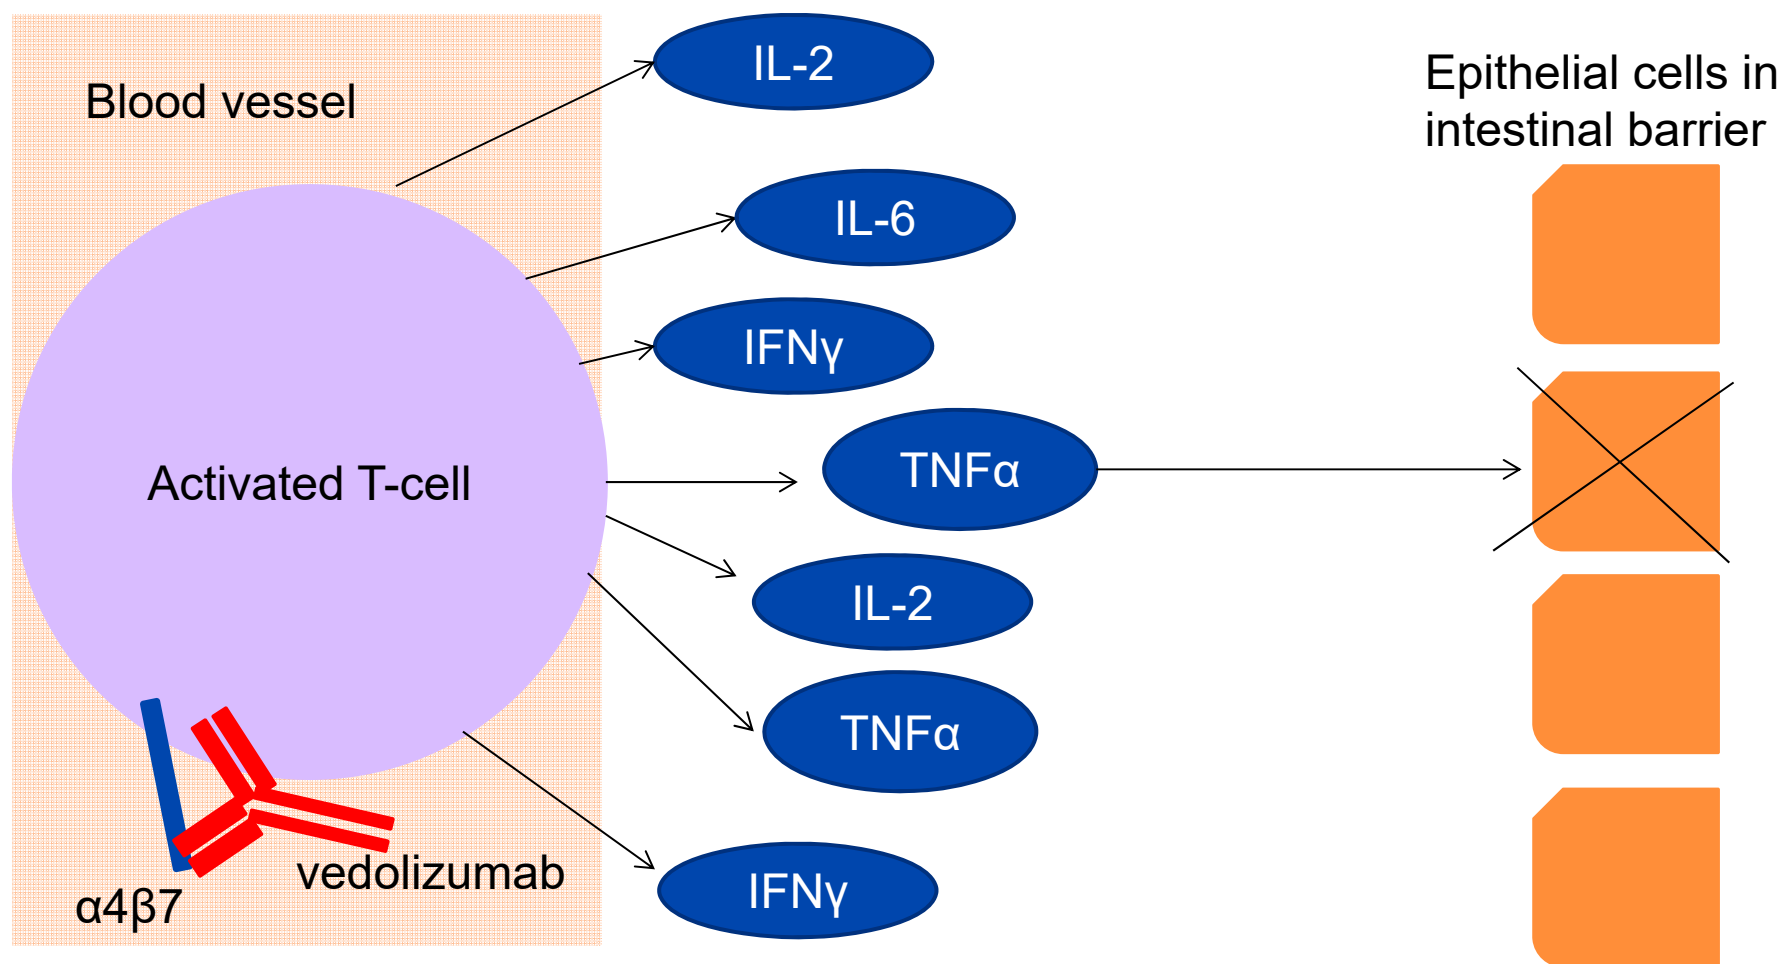 Blood vessel
IL-2
Epithelial cells in
intestinal barrier
IL-6
IFNγ
Activated T-cell
TNFα
IL-2
TNFα
vedolizumab
α4β7
IFNγ